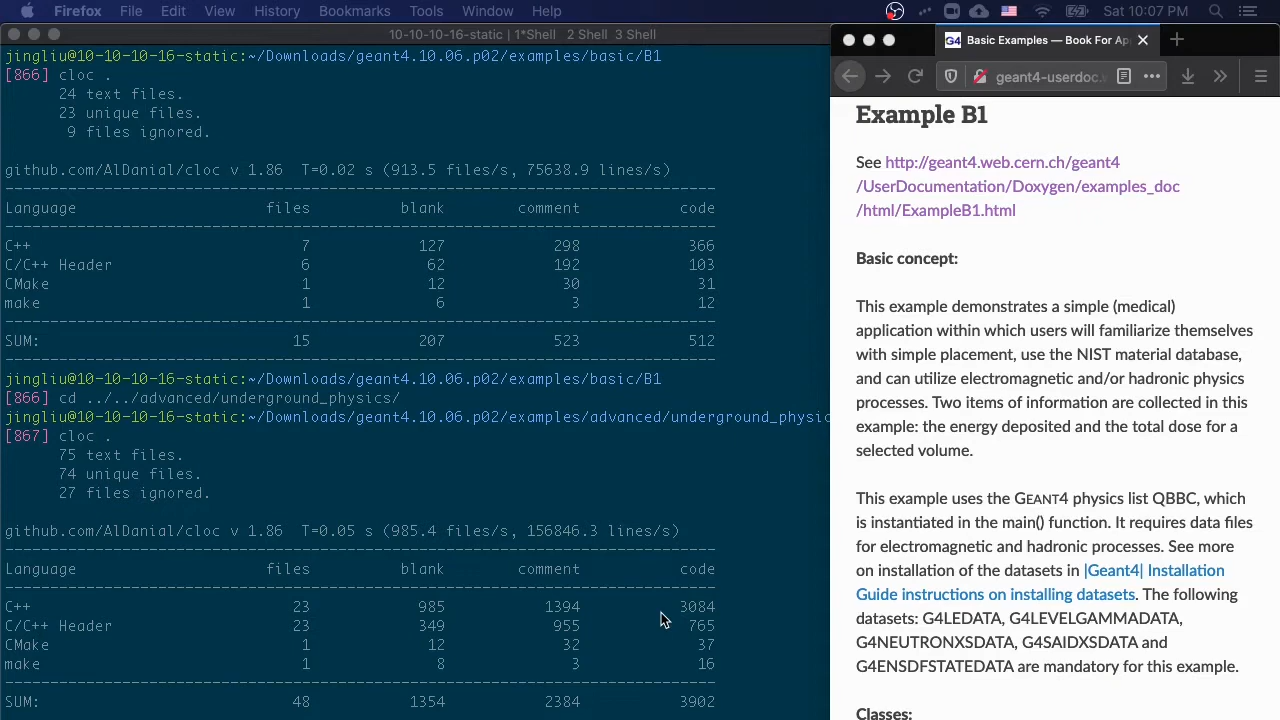 Firefox File Edit View History Bookmarks Tools Window Help Sat 10:07 PM
10-10-10-16-static | 1*Shell 2 Shell 3 Shell
jingliu@10-10-10-16-static:~/Downloads/geant4.10.06.p02/examples/basic/B1
[866] cloc .
24 text files.
23 unique files.
9 files ignored.
github.com/AlDanial/cloc v 1.86 T=0.02 s (913.5 files/s, 75638.9 lines/s)
-------------------------------------------------------------------------------
Language files blank comment code
-------------------------------------------------------------------------------
C++ 7 127 298 366
C/C++ Header 6 62 192 103
CMake 1 12 30 31
make 1 6 3 12
-------------------------------------------------------------------------------
SUM: 15 207 523 512
-------------------------------------------------------------------------------
jingliu@10-10-10-16-static:~/Downloads/geant4.10.06.p02/examples/basic/B1
[866] cd ../../advanced/underground_physics/
jingliu@10-10-10-16-static:~/Downloads/geant4.10.06.p02/examples/advanced/underground_physic
[867] cloc .
75 text files.
74 unique files.
27 files ignored.
github.com/AlDanial/cloc v 1.86 T=0.05 s (985.4 files/s, 156846.3 lines/s)
-------------------------------------------------------------------------------
Language files blank comment code
-------------------------------------------------------------------------------
C++ 23 985 1394 3084
C/C++ Header 23 349 955 765
CMake 1 12 32 37
make 1 8 3 16
-------------------------------------------------------------------------------
SUM: 48 1354 2384 3902
G4 Basic Examples — Book For Ap
geant4-userdoc.w
Example B1
See http://geant4.web.cern.ch/geant4
/UserDocumentation/Doxygen/examples_doc
/html/ExampleB1.html
Basic concept:
This example demonstrates a simple (medical)
application within which users will familiarize themselves
with simple placement, use the NIST material database,
and can utilize electromagnetic and/or hadronic physics
processes. Two items of information are collected in this
example: the energy deposited and the total dose for a
selected volume.
This example uses the GEANT4 physics list QBBC, which
is instantiated in the main() function. It requires data files
for electromagnetic and hadronic processes. See more
on installation of the datasets in |Geant4| Installation
Guide instructions on installing datasets. The following
datasets: G4LEDATA, G4LEVELGAMMADATA,
G4NEUTRONXSDATA, G4SAIDXSDATA and
G4ENSDFSTATEDATA are mandatory for this example.
Classes: